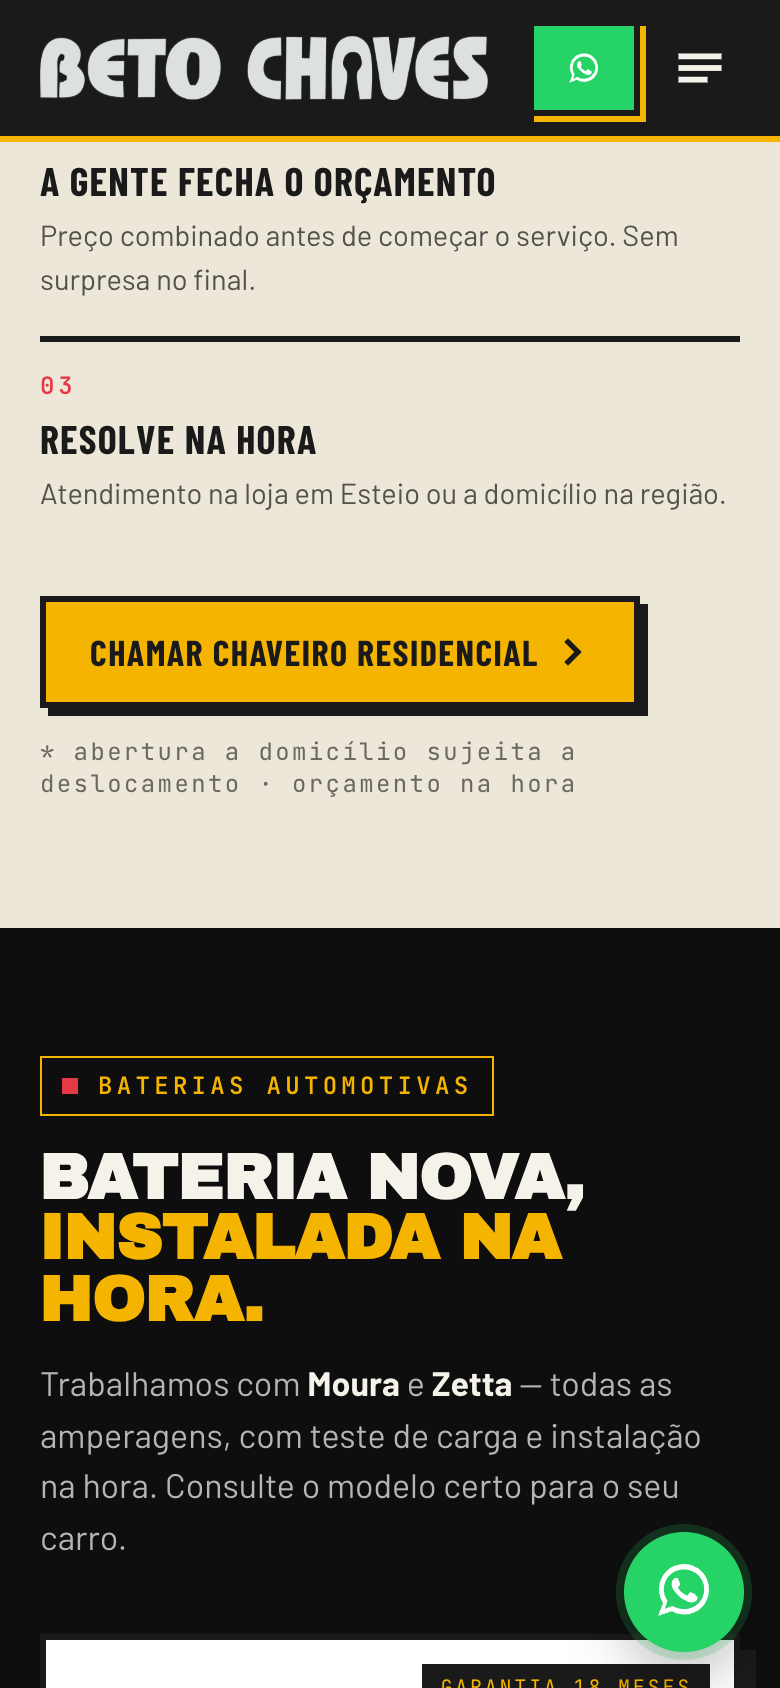 BETO CHAVES
A GENTE FECHA O ORÇAMENTO
Preço combinado antes de começar o serviço. Sem
surpresa no final.
03
RESOLVE NA HORA
Atendimento na loja em Esteio ou a domicílio na região.
CHAMAR CHAVEIRO RESIDENCIAL
* abertura a domicílio sujeita a
deslocamento · orçamento na hora
BATERIAS AUTOMOTIVAS
BATERIA NOVA,
INSTALADA NA
HORA.
Trabalhamos com Moura e Zetta — todas as
amperagens, com teste de carga e instalação
na hora. Consulte o modelo certo para o seu
carro.
GARANTIA 18 MESES